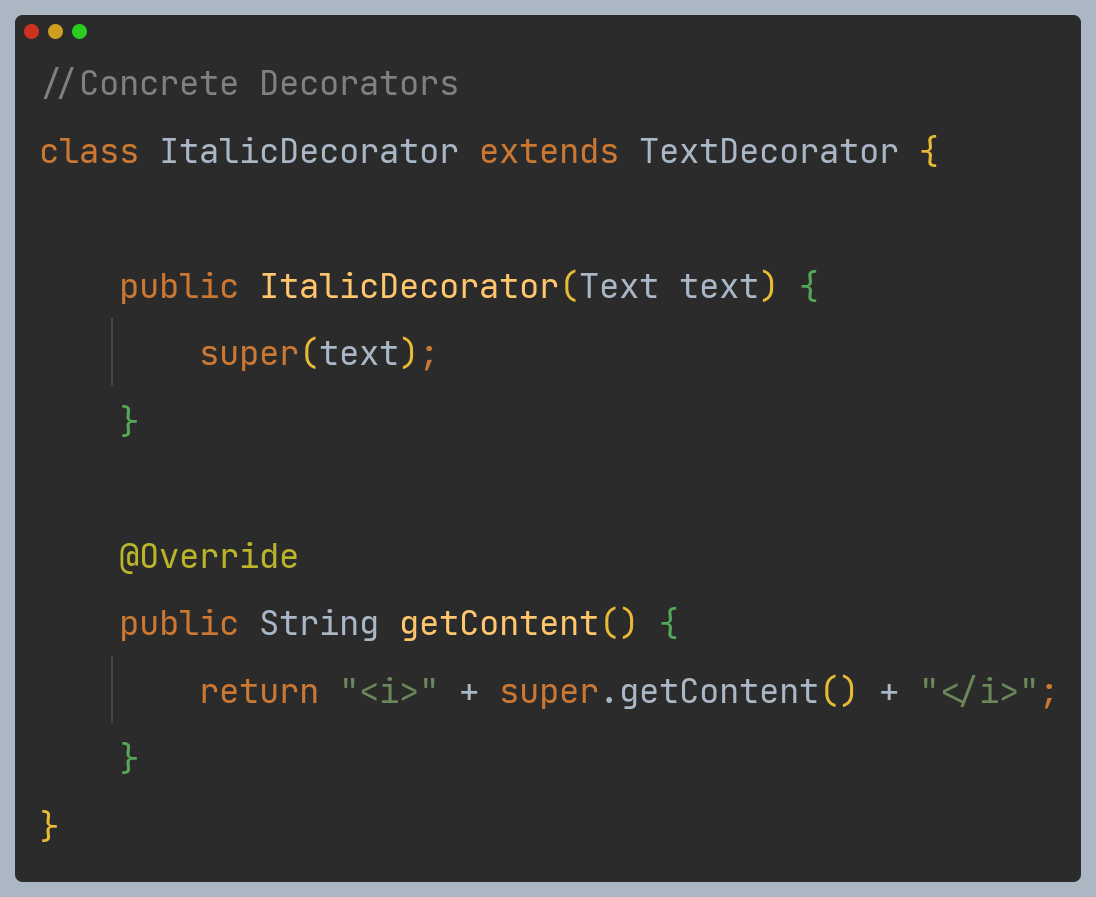 //Concrete Decorators
class ItalicDecorator extends TextDecorator {
    public ItalicDecorator(Text text) {
        super(text);
    }
    @Override
    public String getContent() {
        return "<i>" + super.getContent() + "</i>";
    }
}